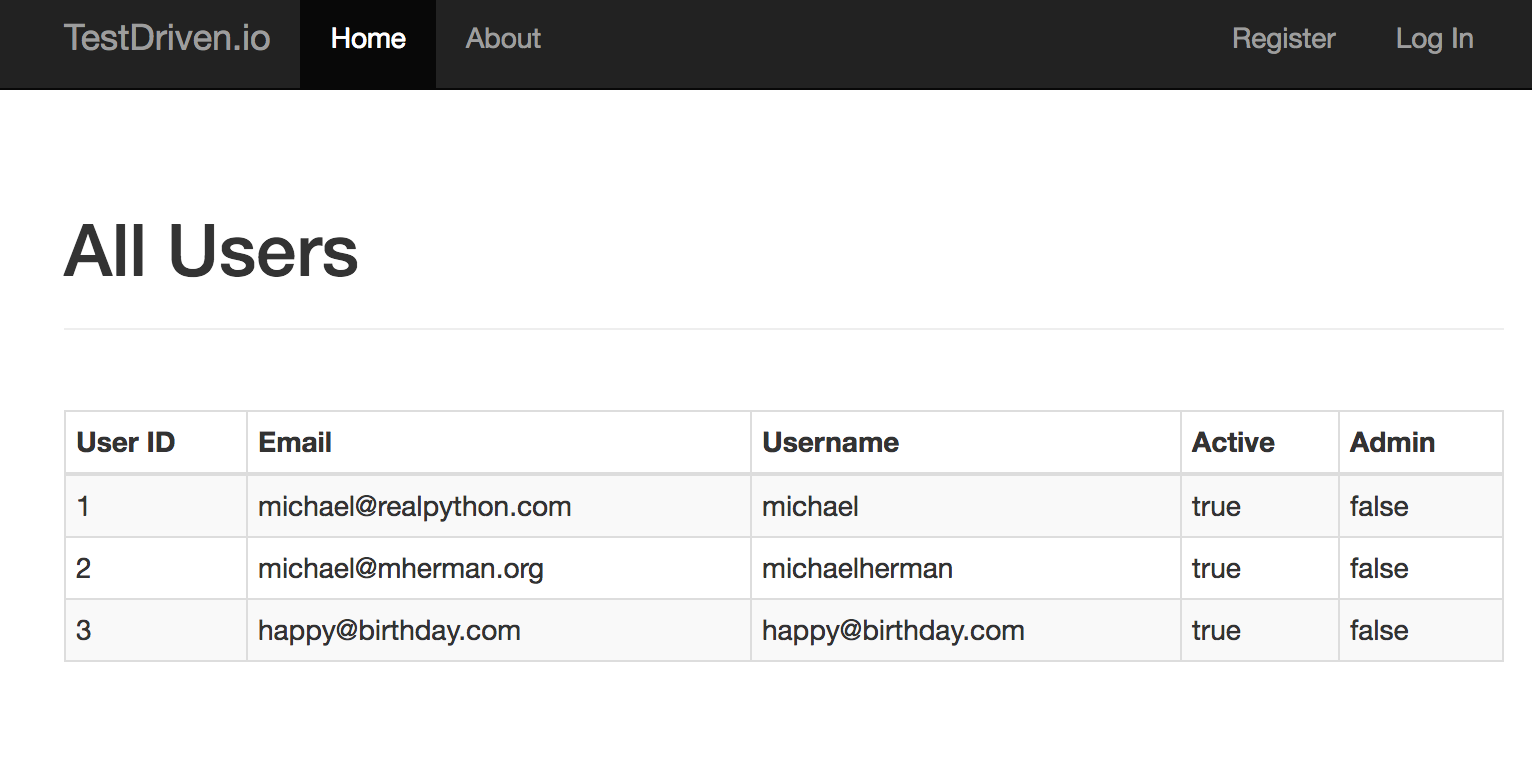 TestDriven.io Home About Register Log In
All Users
User ID Email Username Active Admin
1 michael@realpython.com michael true false
2 michael@mherman.org michaelherman true false
3 happy@birthday.com happy@birthday.com true false